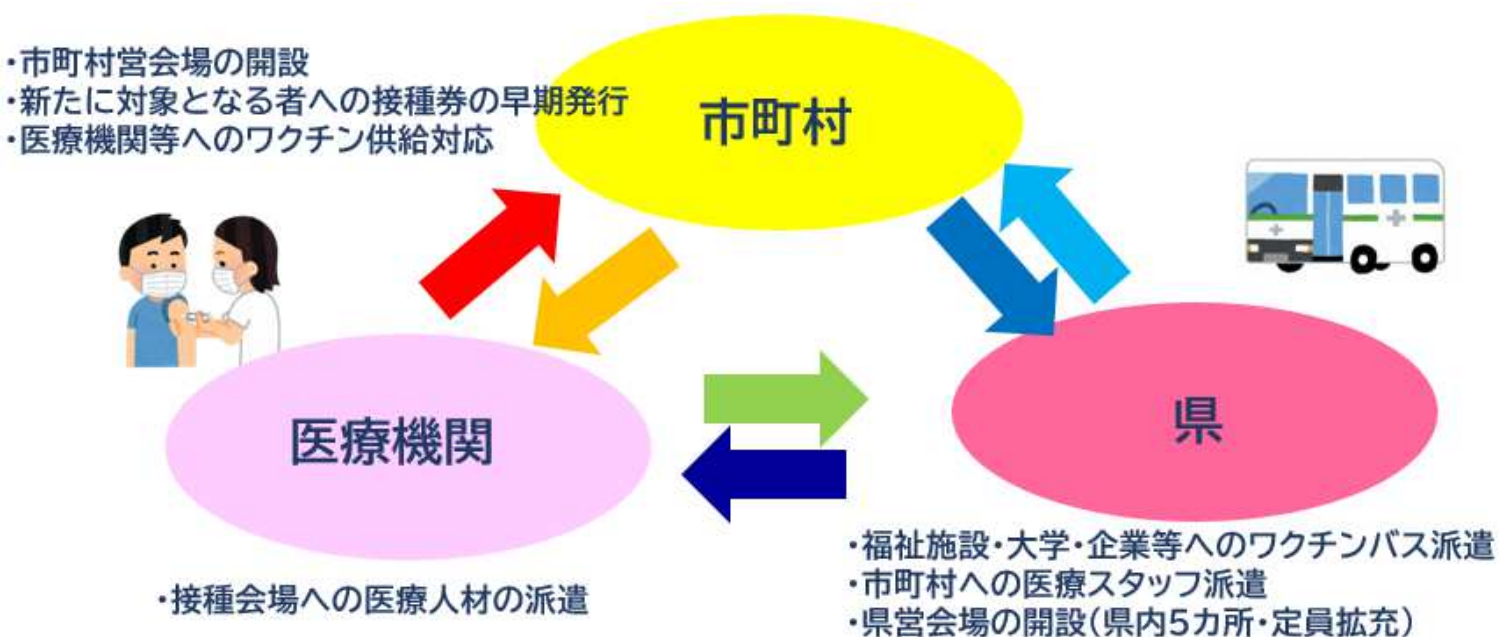 ・市町村営会場の開設
・新たに対象となる者への接種券の早期発行
・医療機関等へのワクチン供給対応
市町村
医療機関
県
・接種会場への医療人材の派遣
・福祉施設・大学・企業等へのワクチンバス派遣
・市町村への医療スタッフ派遣
・県営会場の開設(県内5カ所・定員拡充)